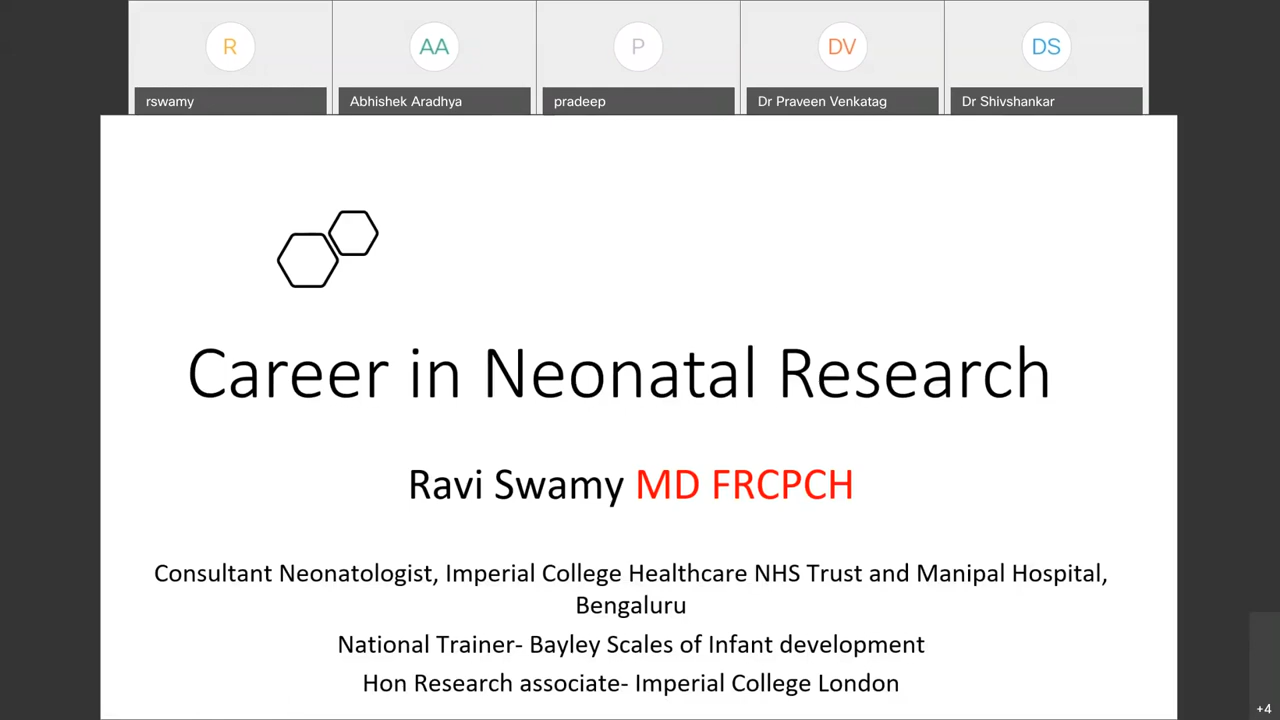 R
AA
P
DV
DS
rswamy
Abhishek Aradhya
pradeep
Dr Praveen Venkatag
Dr Shivshankar
Career in Neonatal Research
Ravi Swamy MD FRCPCH
Consultant Neonatologist, Imperial College Healthcare NHS Trust and Manipal Hospital,
Bengaluru
National Trainer- Bayley Scales of Infant development
Hon Research associate- Imperial College London
+4